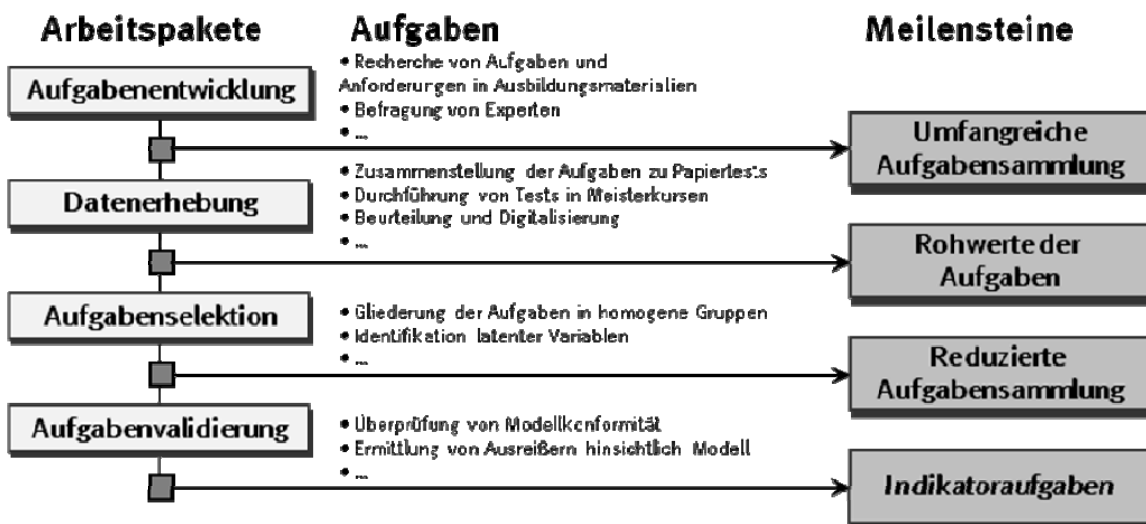 Arbeitspakete
Aufgaben
Meilensteine
Aufgabenentwicklung
• Recherche von Aufgaben und
Anforderungen in Ausbildungsmaterialien
• Befragung von Experten
• ...
Umfangreiche
Aufgabensammlung
Datenerhebung
• Zusammenstellung der Aufgaben zu Papiertests
• Durchführung von Tests in Meisterkursen
• Beurteilung und Digitalisierung
• ...
Rohwerte der
Aufgaben
Aufgabenselektion
• Gliederung der Aufgaben in homogene Gruppen
• Identifikation latenter Variablen
• ...
Reduzierte
Aufgabensammlung
Aufgabenvalidierung
• Überprüfung von Modellkonformität
• Ermittlung von Ausreißern hinsichtlich Modell
• ...
Indikatoraufgaben